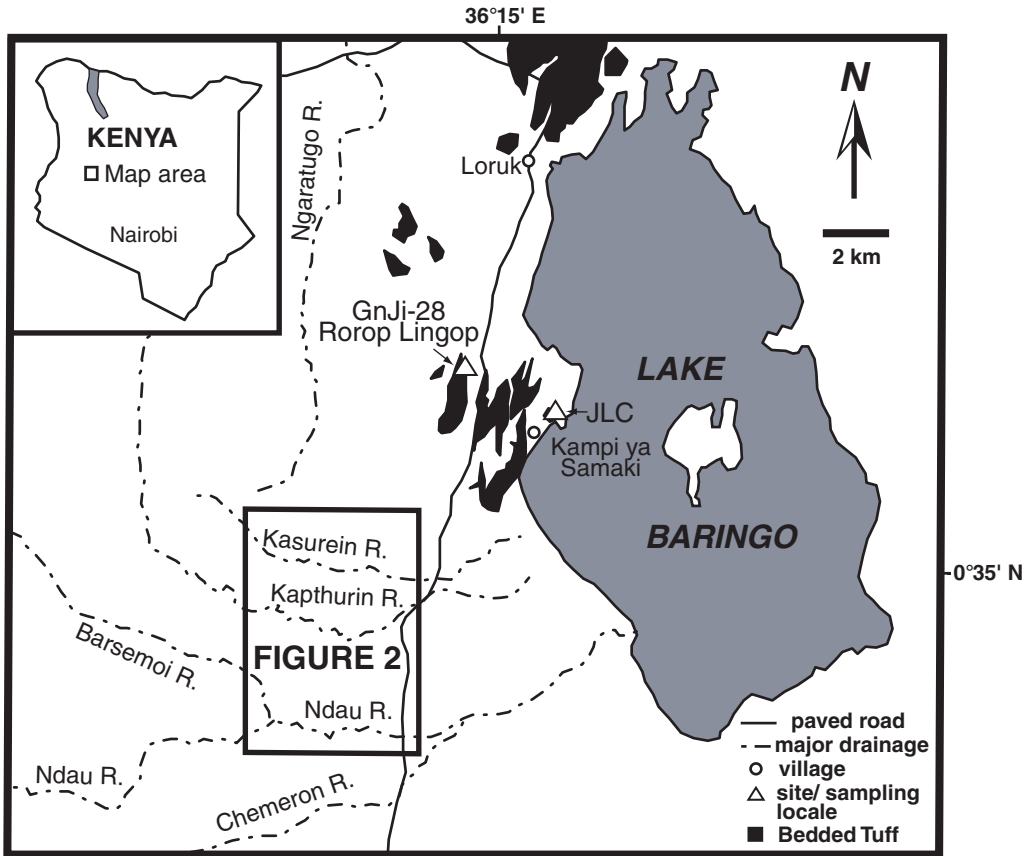 36°15' E
KENYA
Map area
Nairobi
Ngaratugo R.
Loruk
N
2 km
GnJi-28
Rorop Lingop
LAKE
JLC
Kampi ya
Samaki
BARINGO
Kasurein R.
0°35' N
Kapthurin R.
Barsemoi R.
FIGURE 2
Ndau R.
Ndau R.
Chemeron R.
paved road
major drainage
village
site/ sampling
locale
Bedded Tuff